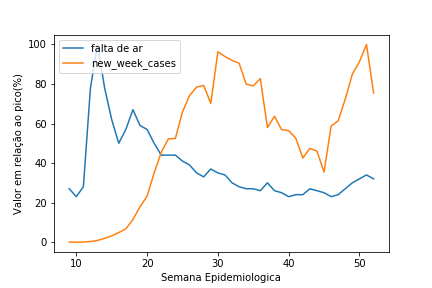 falta de ar
new_week_cases
Valor em relação ao pico(%)
100
80
60
40
20
0
10
20
30
40
50
Semana Epidemiologica